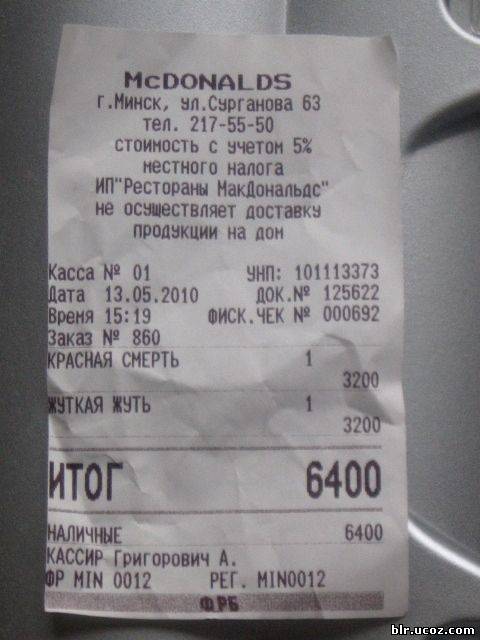 McDONALDS
г.Минск, ул.Сурганова 63
тел. 217-55-50
стоимость с учетом 5%
местного налога
ИП"Рестораны МакДональдс"
не осуществляет доставку
продукции на дом
Касса № 01 УНП: 101113373
Дата 13.05.2010 ДОК.№ 125622
Время 15:19 ФИСК.ЧЕК № 000692
Заказ № 860
КРАСНАЯ СМЕРТЬ 1
3200
ЖУТКАЯ ЖУТЬ 1
3200
ИТОГ 6400
НАЛИЧНЫЕ 6400
КАССИР Григорович А.
ФР MIN 0012 РЕГ. MIN0012
ФРБ
blr.ucoz.com